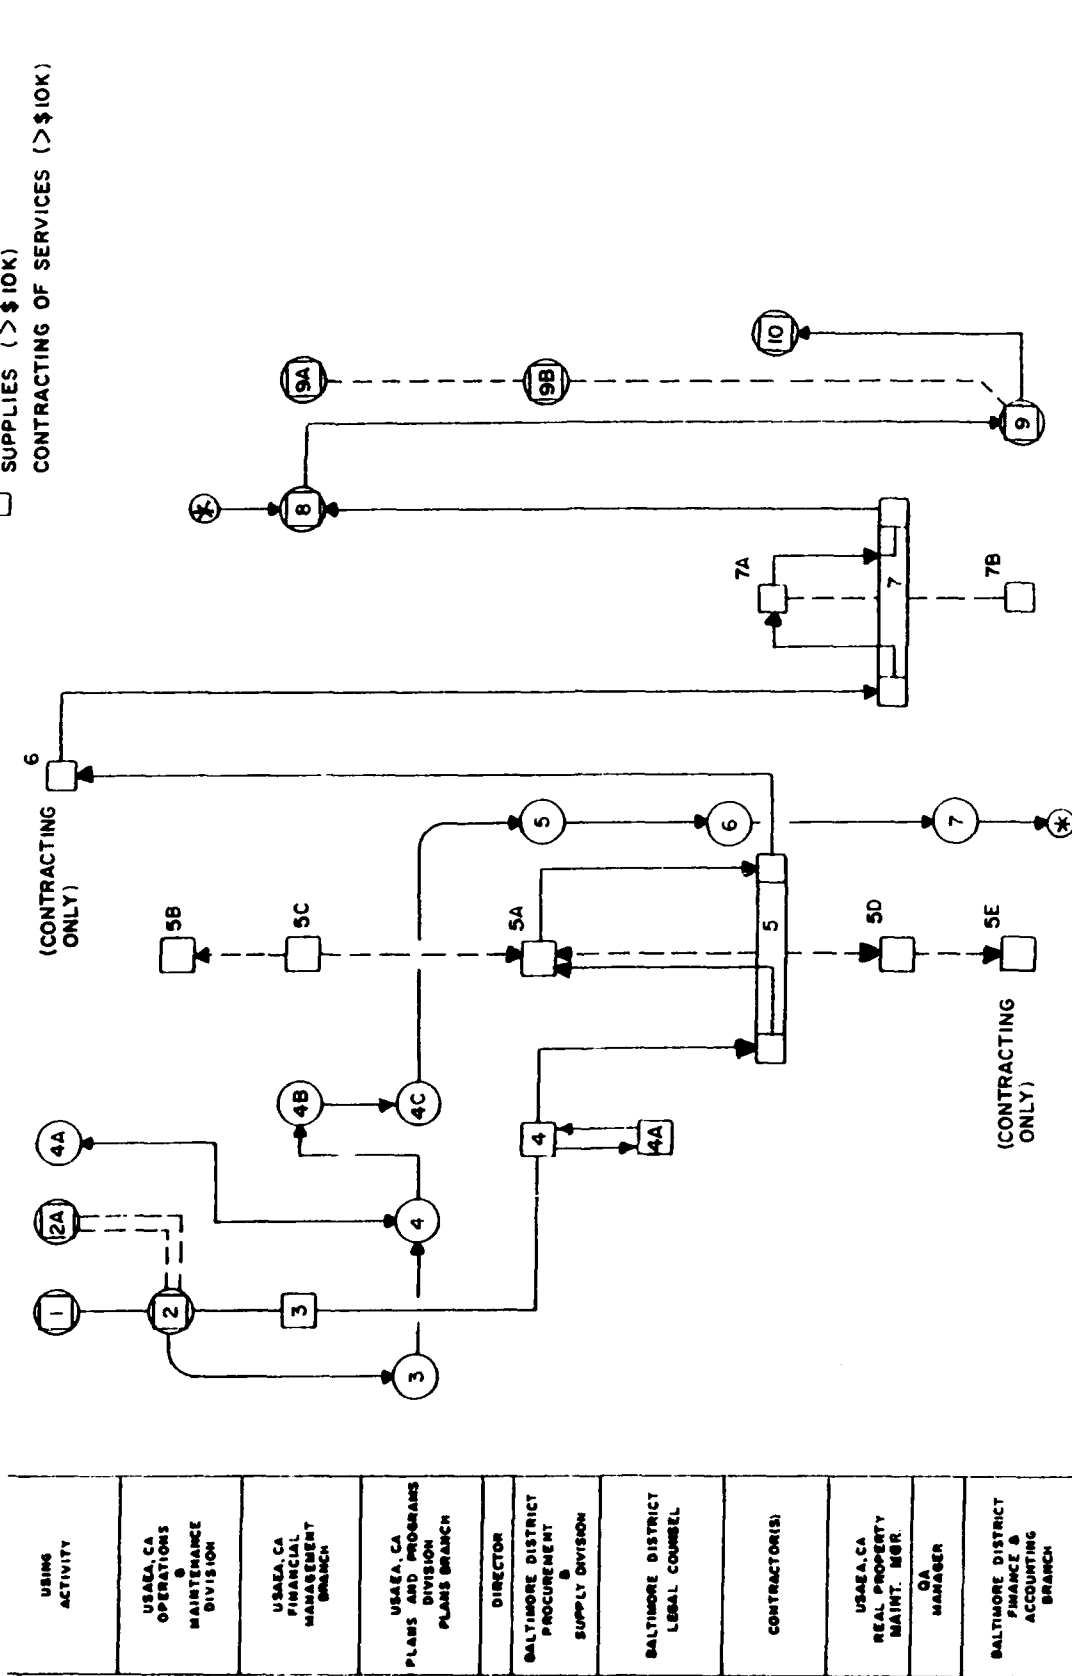 SUPPLIES (>$10K)
CONTRACTING OF SERVICES (>$10K)
USING
ACTIVITY
USAEA, CA
OPERATIONS
&
MAINTENANCE
DIVISION
USAEA, CA
FINANCIAL
MANAGEMENT
BRANCH
USAEA, CA
PLANS AND PROGRAMS
DIVISION
PLANS BRANCH
DIRECTOR
BALTIMORE DISTRICT
PROCUREMENT
&
SUPPLY DIVISION
BALTIMORE DISTRICT
LEGAL COUNSEL
CONTRACTOR(S)
USAEA, CA
REAL PROPERTY
MAINT. MGR.
QA
MANAGER
BALTIMORE DISTRICT
FINANCE &
ACCOUNTING
BRANCH
1
12A
4A
(CONTRACTING
ONLY)
6
2
5B
*
3
4B
5C
8
9A
3
4
4C
4
5A
5
9B
4A
6
5
7A
10
5D
7
7
(CONTRACTING
ONLY)
5E
7B
9
*